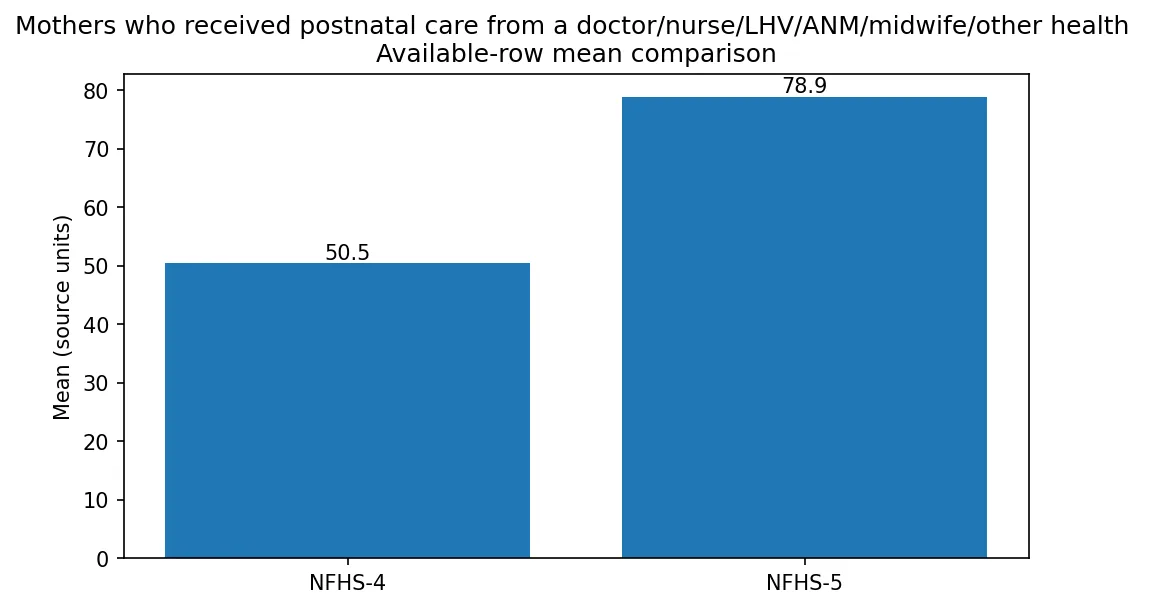 Mothers who received postnatal care from a doctor/nurse/LHV/ANM/midwife/other health
Available-row mean comparison
Mean (source units)
80
70
60
50
40
30
20
10
0
50.5
78.9
NFHS-4
NFHS-5